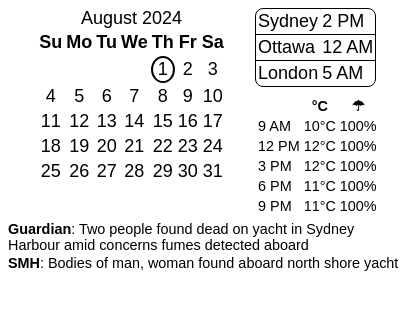 August 2024
Su Mo Tu We Th Fr Sa
1 2 3
4 5 6 7 8 9 10
11 12 13 14 15 16 17
18 19 20 21 22 23 24
25 26 27 28 29 30 31
Sydney 2 PM
Ottawa 12 AM
London 5 AM
°C ☂
9 AM 10°C 100%
12 PM 12°C 100%
3 PM 12°C 100%
6 PM 11°C 100%
9 PM 11°C 100%
Guardian: Two people found dead on yacht in Sydney
Harbour amid concerns fumes detected aboard
SMH: Bodies of man, woman found aboard north shore yacht